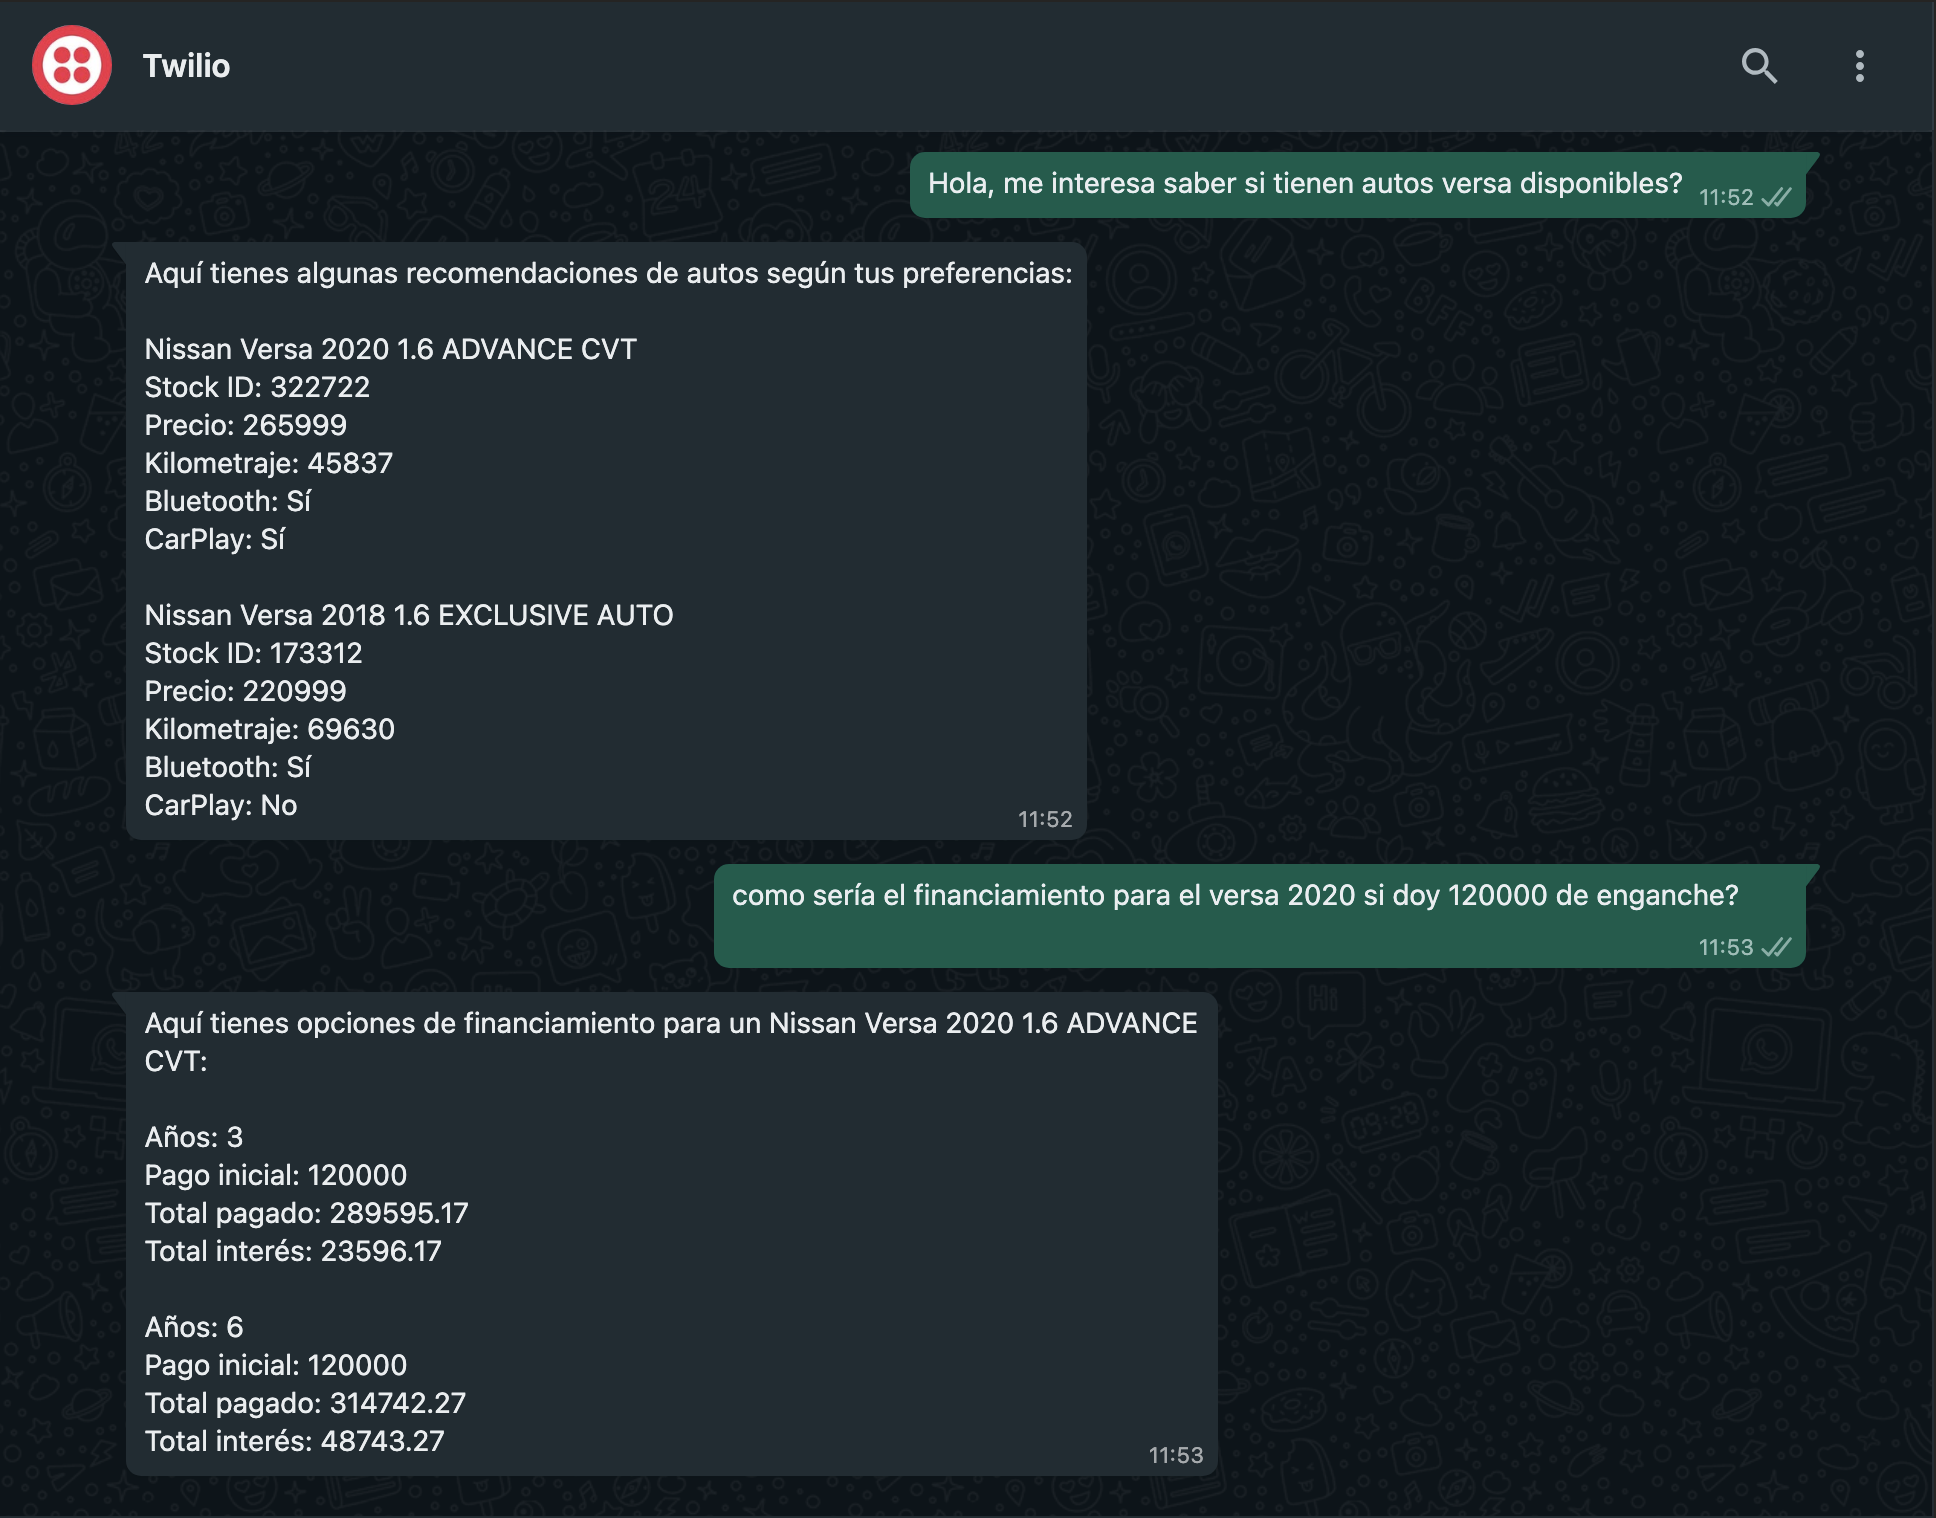 Twilio
Hola, me interesa saber si tienen autos versa disponibles?
11:52
Aquí tienes algunas recomendaciones de autos según tus preferencias:
Nissan Versa 2020 1.6 ADVANCE CVT
Stock ID: 322722
Precio: 265999
Kilometraje: 45837
Bluetooth: Sí
CarPlay: Sí
Nissan Versa 2018 1.6 EXCLUSIVE AUTO
Stock ID: 173312
Precio: 220999
Kilometraje: 69630
Bluetooth: Sí
CarPlay: No
11:52
como sería el financiamiento para el versa 2020 si doy 120000 de enganche?
11:53
Aquí tienes opciones de financiamiento para un Nissan Versa 2020 1.6 ADVANCE
CVT:
Años: 3
Pago inicial: 120000
Total pagado: 289595.17
Total interés: 23596.17
Años: 6
Pago inicial: 120000
Total pagado: 314742.27
Total interés: 48743.27
11:53